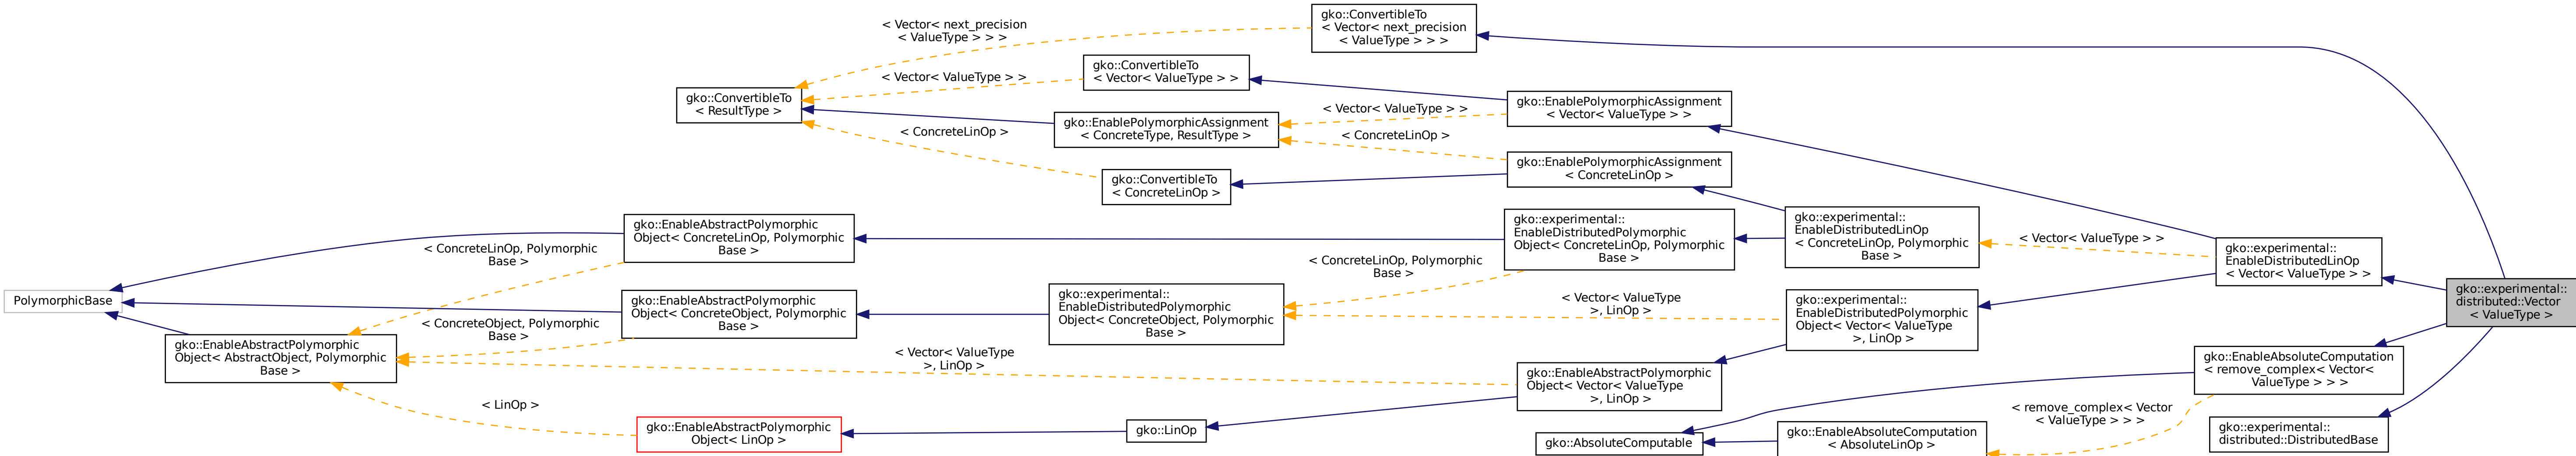 gko::ConvertibleTo
< Vector< next_precision
< ValueType > > >
< Vector< next_precision
< ValueType > > >
gko::ConvertibleTo
< Vector< ValueType > >
< Vector< ValueType > >
gko::ConvertibleTo
< ResultType >
gko::EnablePolymorphicAssignment
< Vector< ValueType > >
< Vector< ValueType > >
gko::EnablePolymorphicAssignment
< ConcreteType, ResultType >
< ConcreteLinOp >
< ConcreteLinOp >
gko::EnablePolymorphicAssignment
< ConcreteLinOp >
gko::ConvertibleTo
< ConcreteLinOp >
gko::EnableAbstractPolymorphic
Object< ConcreteLinOp, Polymorphic
Base >
gko::experimental::
EnableDistributedPolymorphic
Object< ConcreteLinOp, Polymorphic
Base >
gko::experimental::
EnableDistributedLinOp
< ConcreteLinOp, Polymorphic
Base >
< Vector< ValueType > >
gko::experimental::
EnableDistributedLinOp
< Vector< ValueType > >
< ConcreteLinOp, Polymorphic
Base >
< ConcreteLinOp, Polymorphic
Base >
gko::experimental::
distributed::Vector
< ValueType >
PolymorphicBase
gko::EnableAbstractPolymorphic
Object< ConcreteObject, Polymorphic
Base >
gko::experimental::
EnableDistributedPolymorphic
Object< ConcreteObject, Polymorphic
Base >
< Vector< ValueType
>, LinOp >
gko::experimental::
EnableDistributedPolymorphic
Object< Vector< ValueType
>, LinOp >
< ConcreteObject, Polymorphic
Base >
gko::EnableAbstractPolymorphic
Object< AbstractObject, Polymorphic
Base >
< Vector< ValueType
>, LinOp >
gko::EnableAbstractPolymorphic
Object< Vector< ValueType
>, LinOp >
gko::EnableAbsoluteComputation
< remove_complex< Vector<
ValueType > > >
< LinOp >
gko::EnableAbstractPolymorphic
Object< LinOp >
gko::LinOp
gko::AbsoluteComputable
gko::EnableAbsoluteComputation
< AbsoluteLinOp >
< remove_complex< Vector
< ValueType > > >
gko::experimental::
distributed::DistributedBase